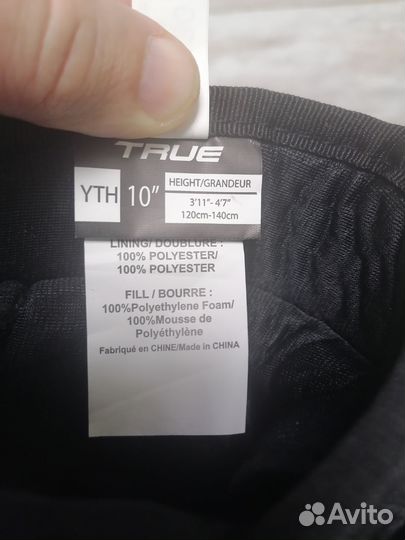 TRUE
YTH 10" HEIGHT/GRANDEUR
3'11"- 4'7"
120cm-140cm
LINING/ DOUBLURE :
100% POLYESTER/
100% POLYESTER
FILL / BOURRE :
100%Polyethylene Foam/
100%Mousse de
Polyéthylène
Fabriqué en CHINE/Made in CHINA
Avito